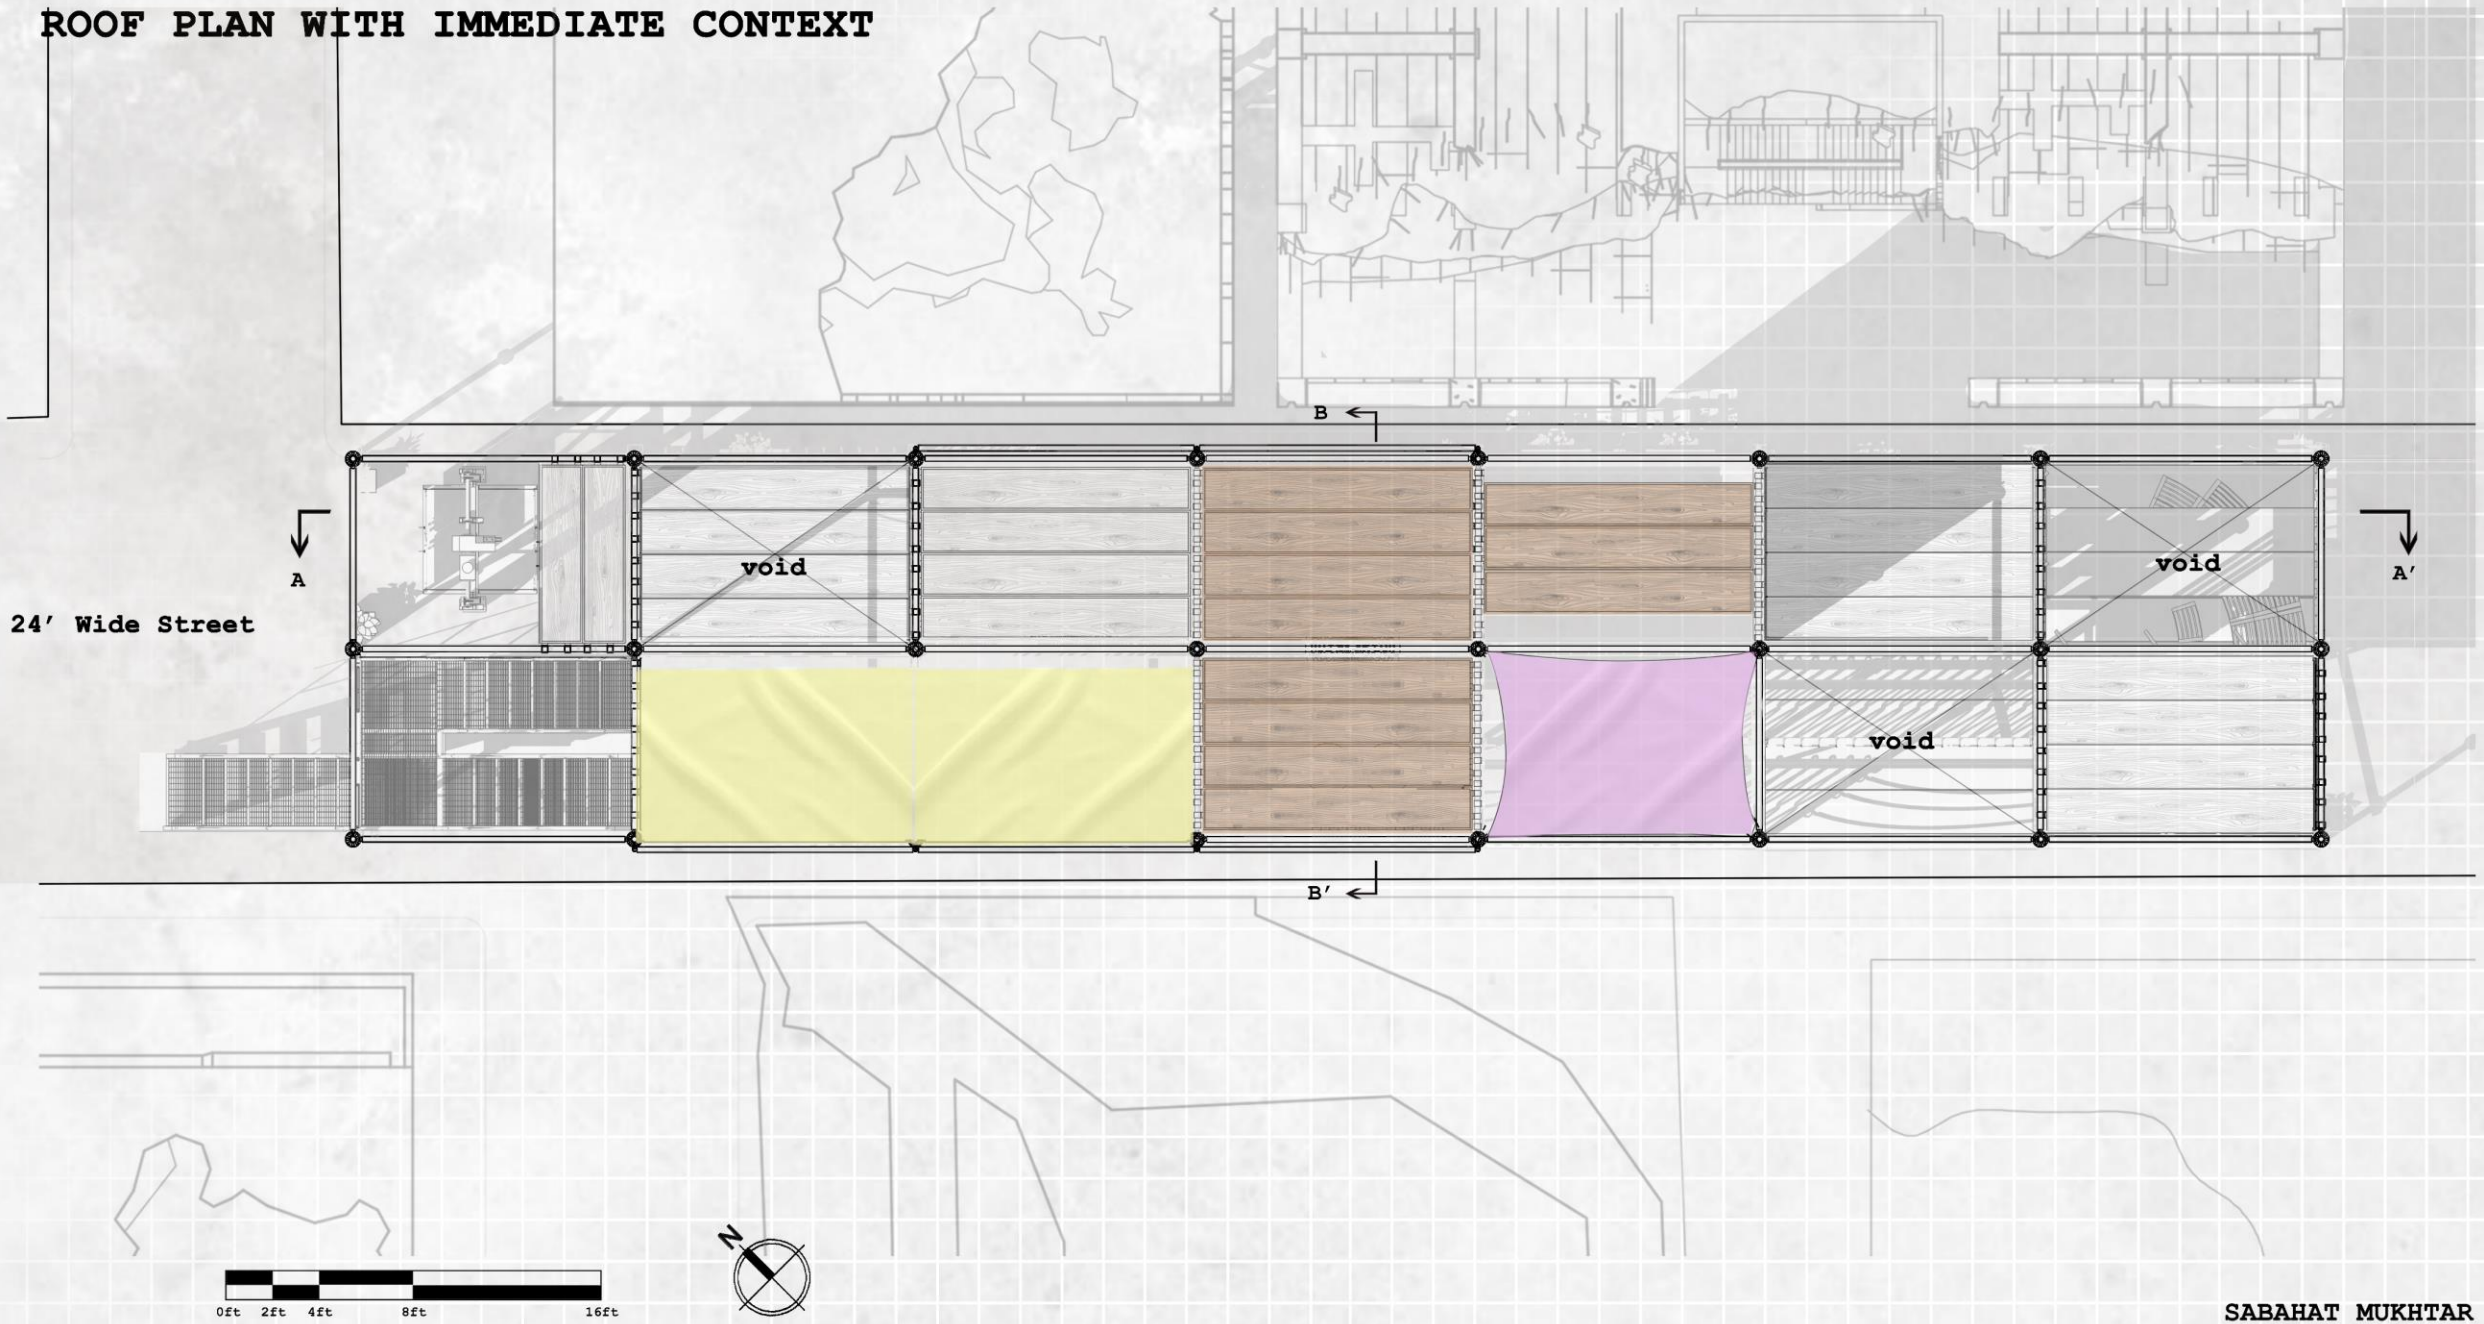 ROOF PLAN WITH IMMEDIATE CONTEXT
B
A
void
void
A'
24' Wide Street
void
B'
N
0ft 2ft 4ft 8ft 16ft
SABAHAT MUKHTAR